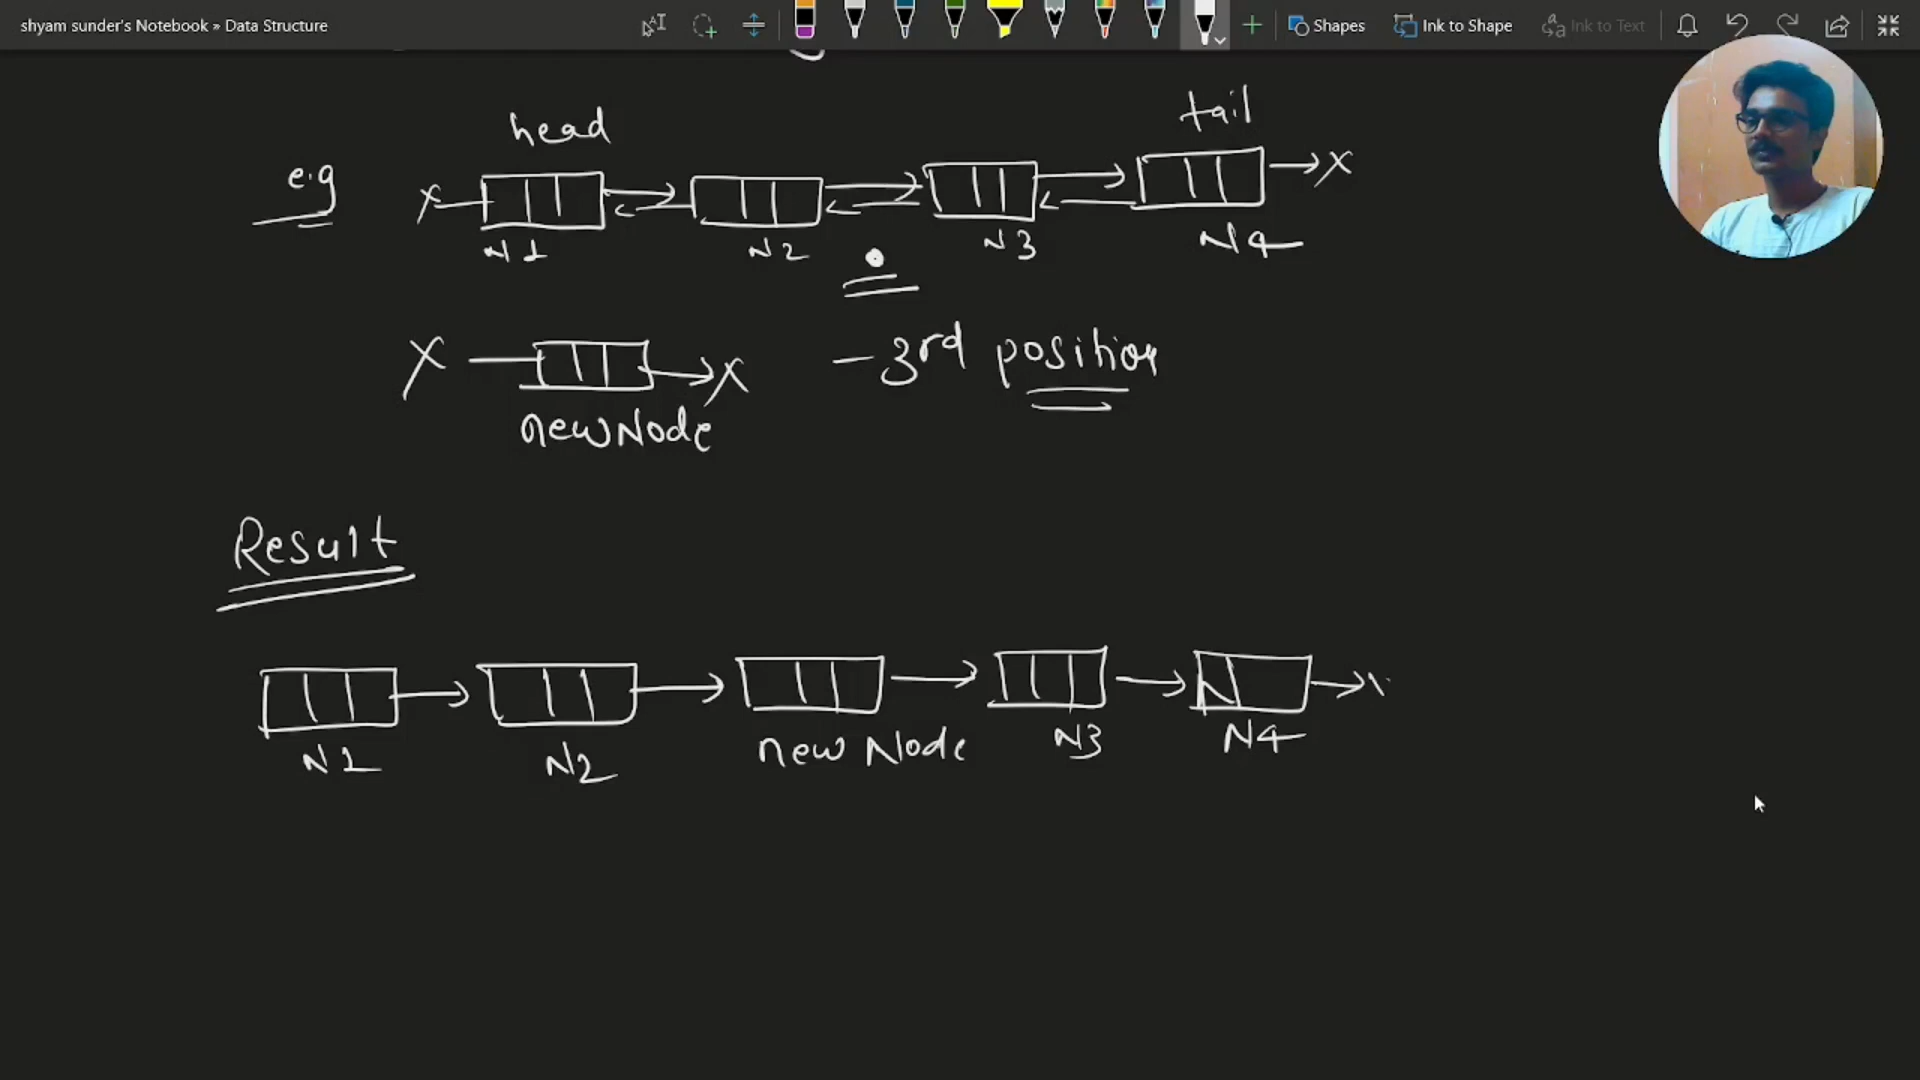 shyam sunder's Notebook » Data Structure
Shapes
Ink to Shape
Ink to Text
head
tail
e.g
X
X
N1
N2
N3
N4
X
X
- 3rd position
newNode
Result
N1
N2
new Node
N3
N4